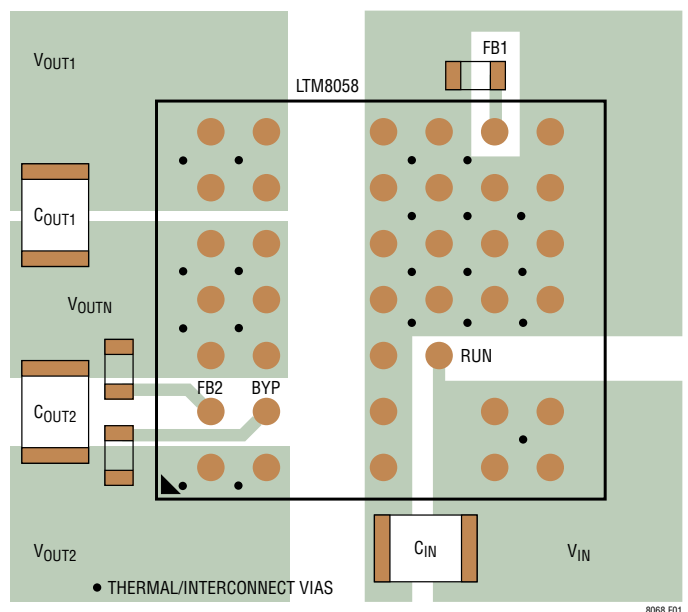 VOUT1
FB1
LTM8058
COUT1
VOUTN
RUN
FB2 BYP
COUT2
CIN
VOUT2
VIN
THERMAL/INTERCONNECT VIAS
8068 F01